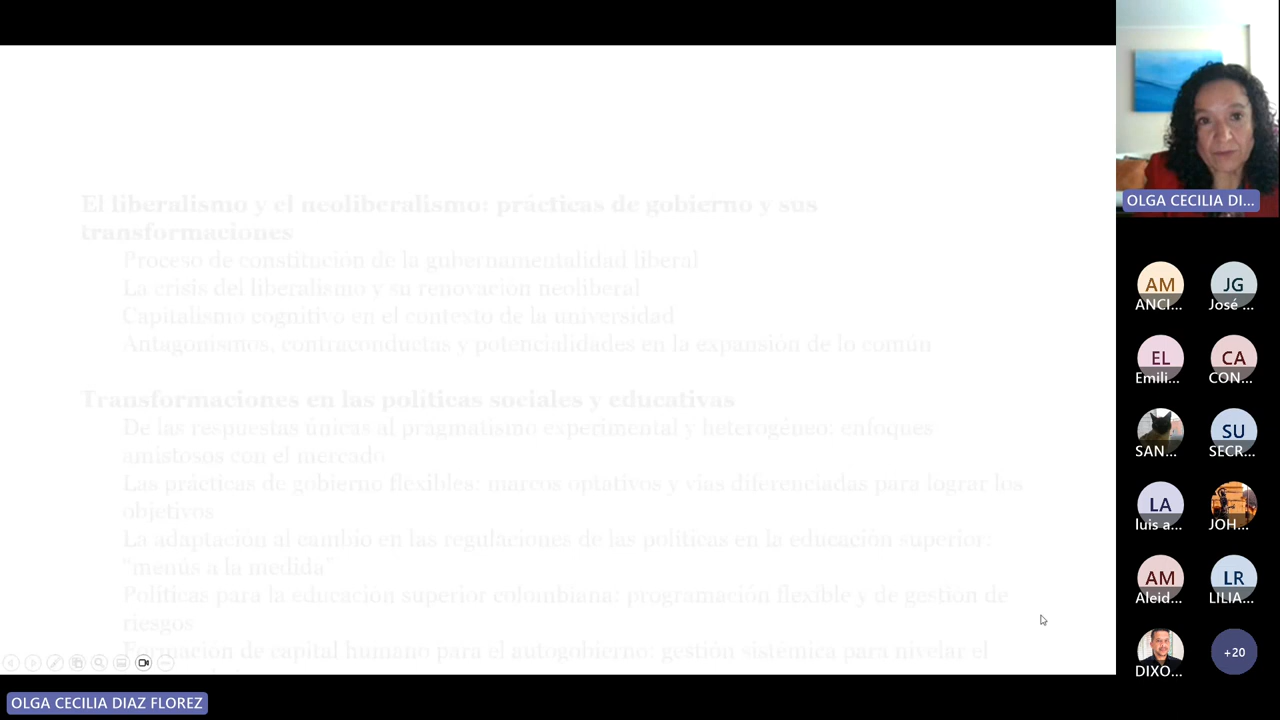 El liberalismo y el neoliberalismo: prácticas de gobierno y sus
transformaciones
Proceso de constitución de la gubernamentalidad liberal
La crisis del liberalismo y su renovación neoliberal
Capitalismo cognitivo en el contexto de la universidad
Antagonismos, contraconductas y potencialidades en la expansión de lo común
Transformaciones en las políticas sociales y educativas
De las respuestas únicas al pragmatismo experimental y heterogéneo: enfoques
amistosos con el mercado
Las prácticas de gobierno flexibles: marcos optativos y vías diferenciadas para lograr los
objetivos
La adaptación al cambio en las regulaciones de las políticas en la educación superior:
"menús a la medida"
Políticas para la educación superior colombiana: programación flexible y de gestión de
riesgos
Formación de capital humano para el autogobierno: gestión sistémica para nivelar el
OLGA CECILIA DI...
AM
ANCI...
JG
José ...
EL
Emili...
CA
CON...
SAN...
SU
SECR...
LA
luis a...
JOH...
AM
Aleid...
LR
LILIA...
DIXO...
+20
OLGA CECILIA DIAZ FLOREZ